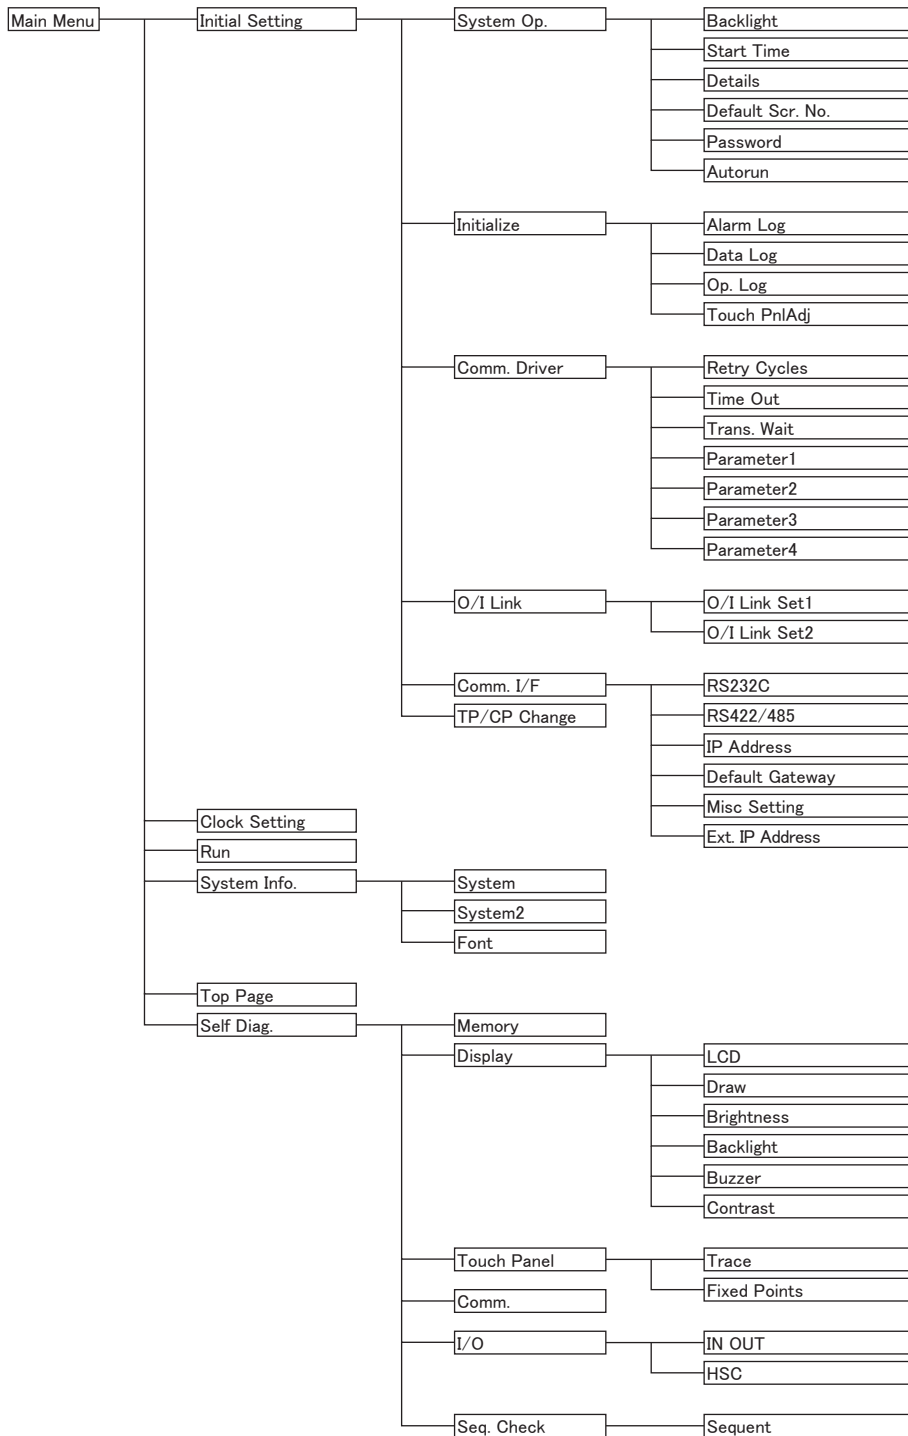 Main Menu
Initial Setting
System Op.
Backlight
Start Time
Details
Default Scr. No.
Password
Autorun
Initialize
Alarm Log
Data Log
Op. Log
Touch PnlAdj
Comm. Driver
Retry Cycles
Time Out
Trans. Wait
Parameter1
Parameter2
Parameter3
Parameter4
O/I Link
O/I Link Set1
O/I Link Set2
Comm. I/F
RS232C
RS422/485
IP Address
Default Gateway
Misc Setting
Ext. IP Address
TP/CP Change
Clock Setting
Run
System Info.
System
System2
Font
Top Page
Self Diag.
Memory
Display
LCD
Draw
Brightness
Backlight
Buzzer
Contrast
Touch Panel
Trace
Fixed Points
Comm.
I/O
IN OUT
HSC
Seq. Check
Sequent